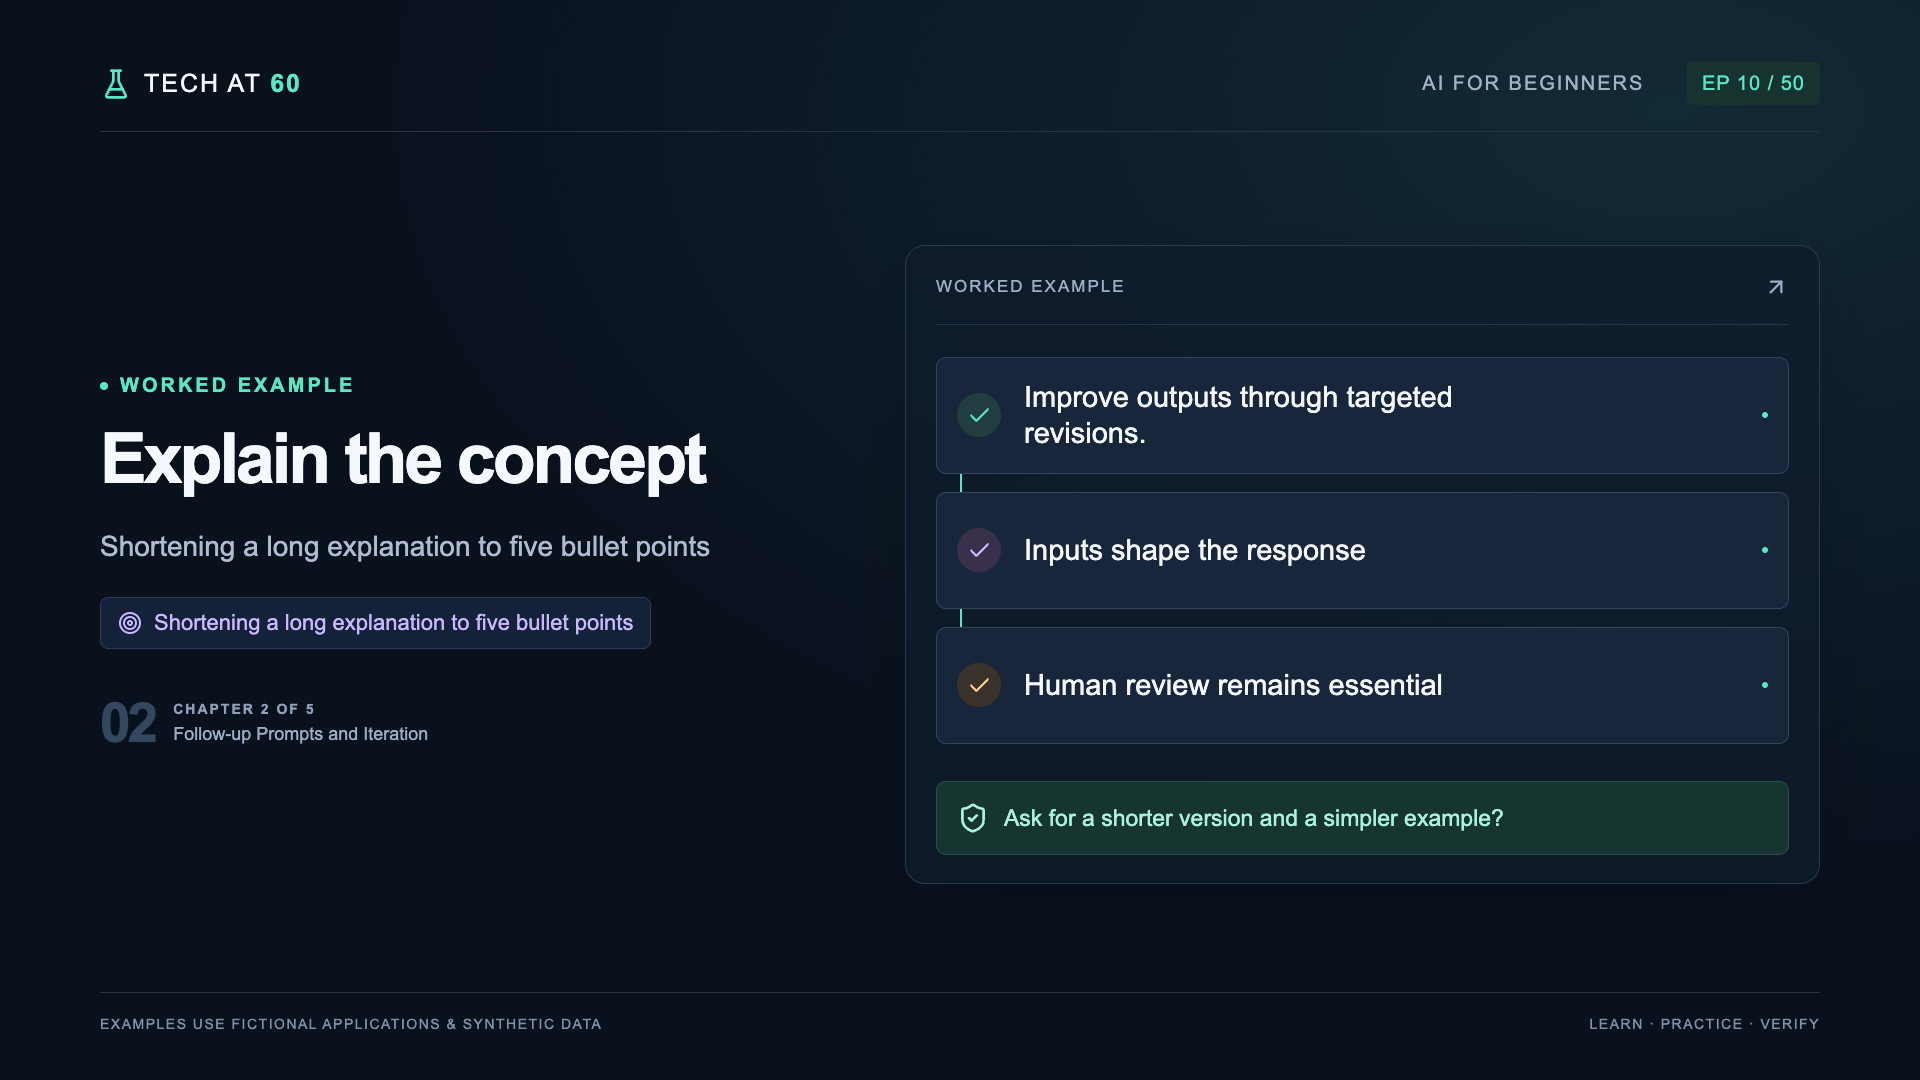 TECH AT 60
AI FOR BEGINNERS
EP 10 / 50
WORKED EXAMPLE
Explain the concept
Shortening a long explanation to five bullet points
Shortening a long explanation to five bullet points
02
CHAPTER 2 OF 5
Follow-up Prompts and Iteration
WORKED EXAMPLE
Improve outputs through targeted
revisions.
Inputs shape the response
Human review remains essential
Ask for a shorter version and a simpler example?
EXAMPLES USE FICTIONAL APPLICATIONS & SYNTHETIC DATA
LEARN · PRACTICE · VERIFY